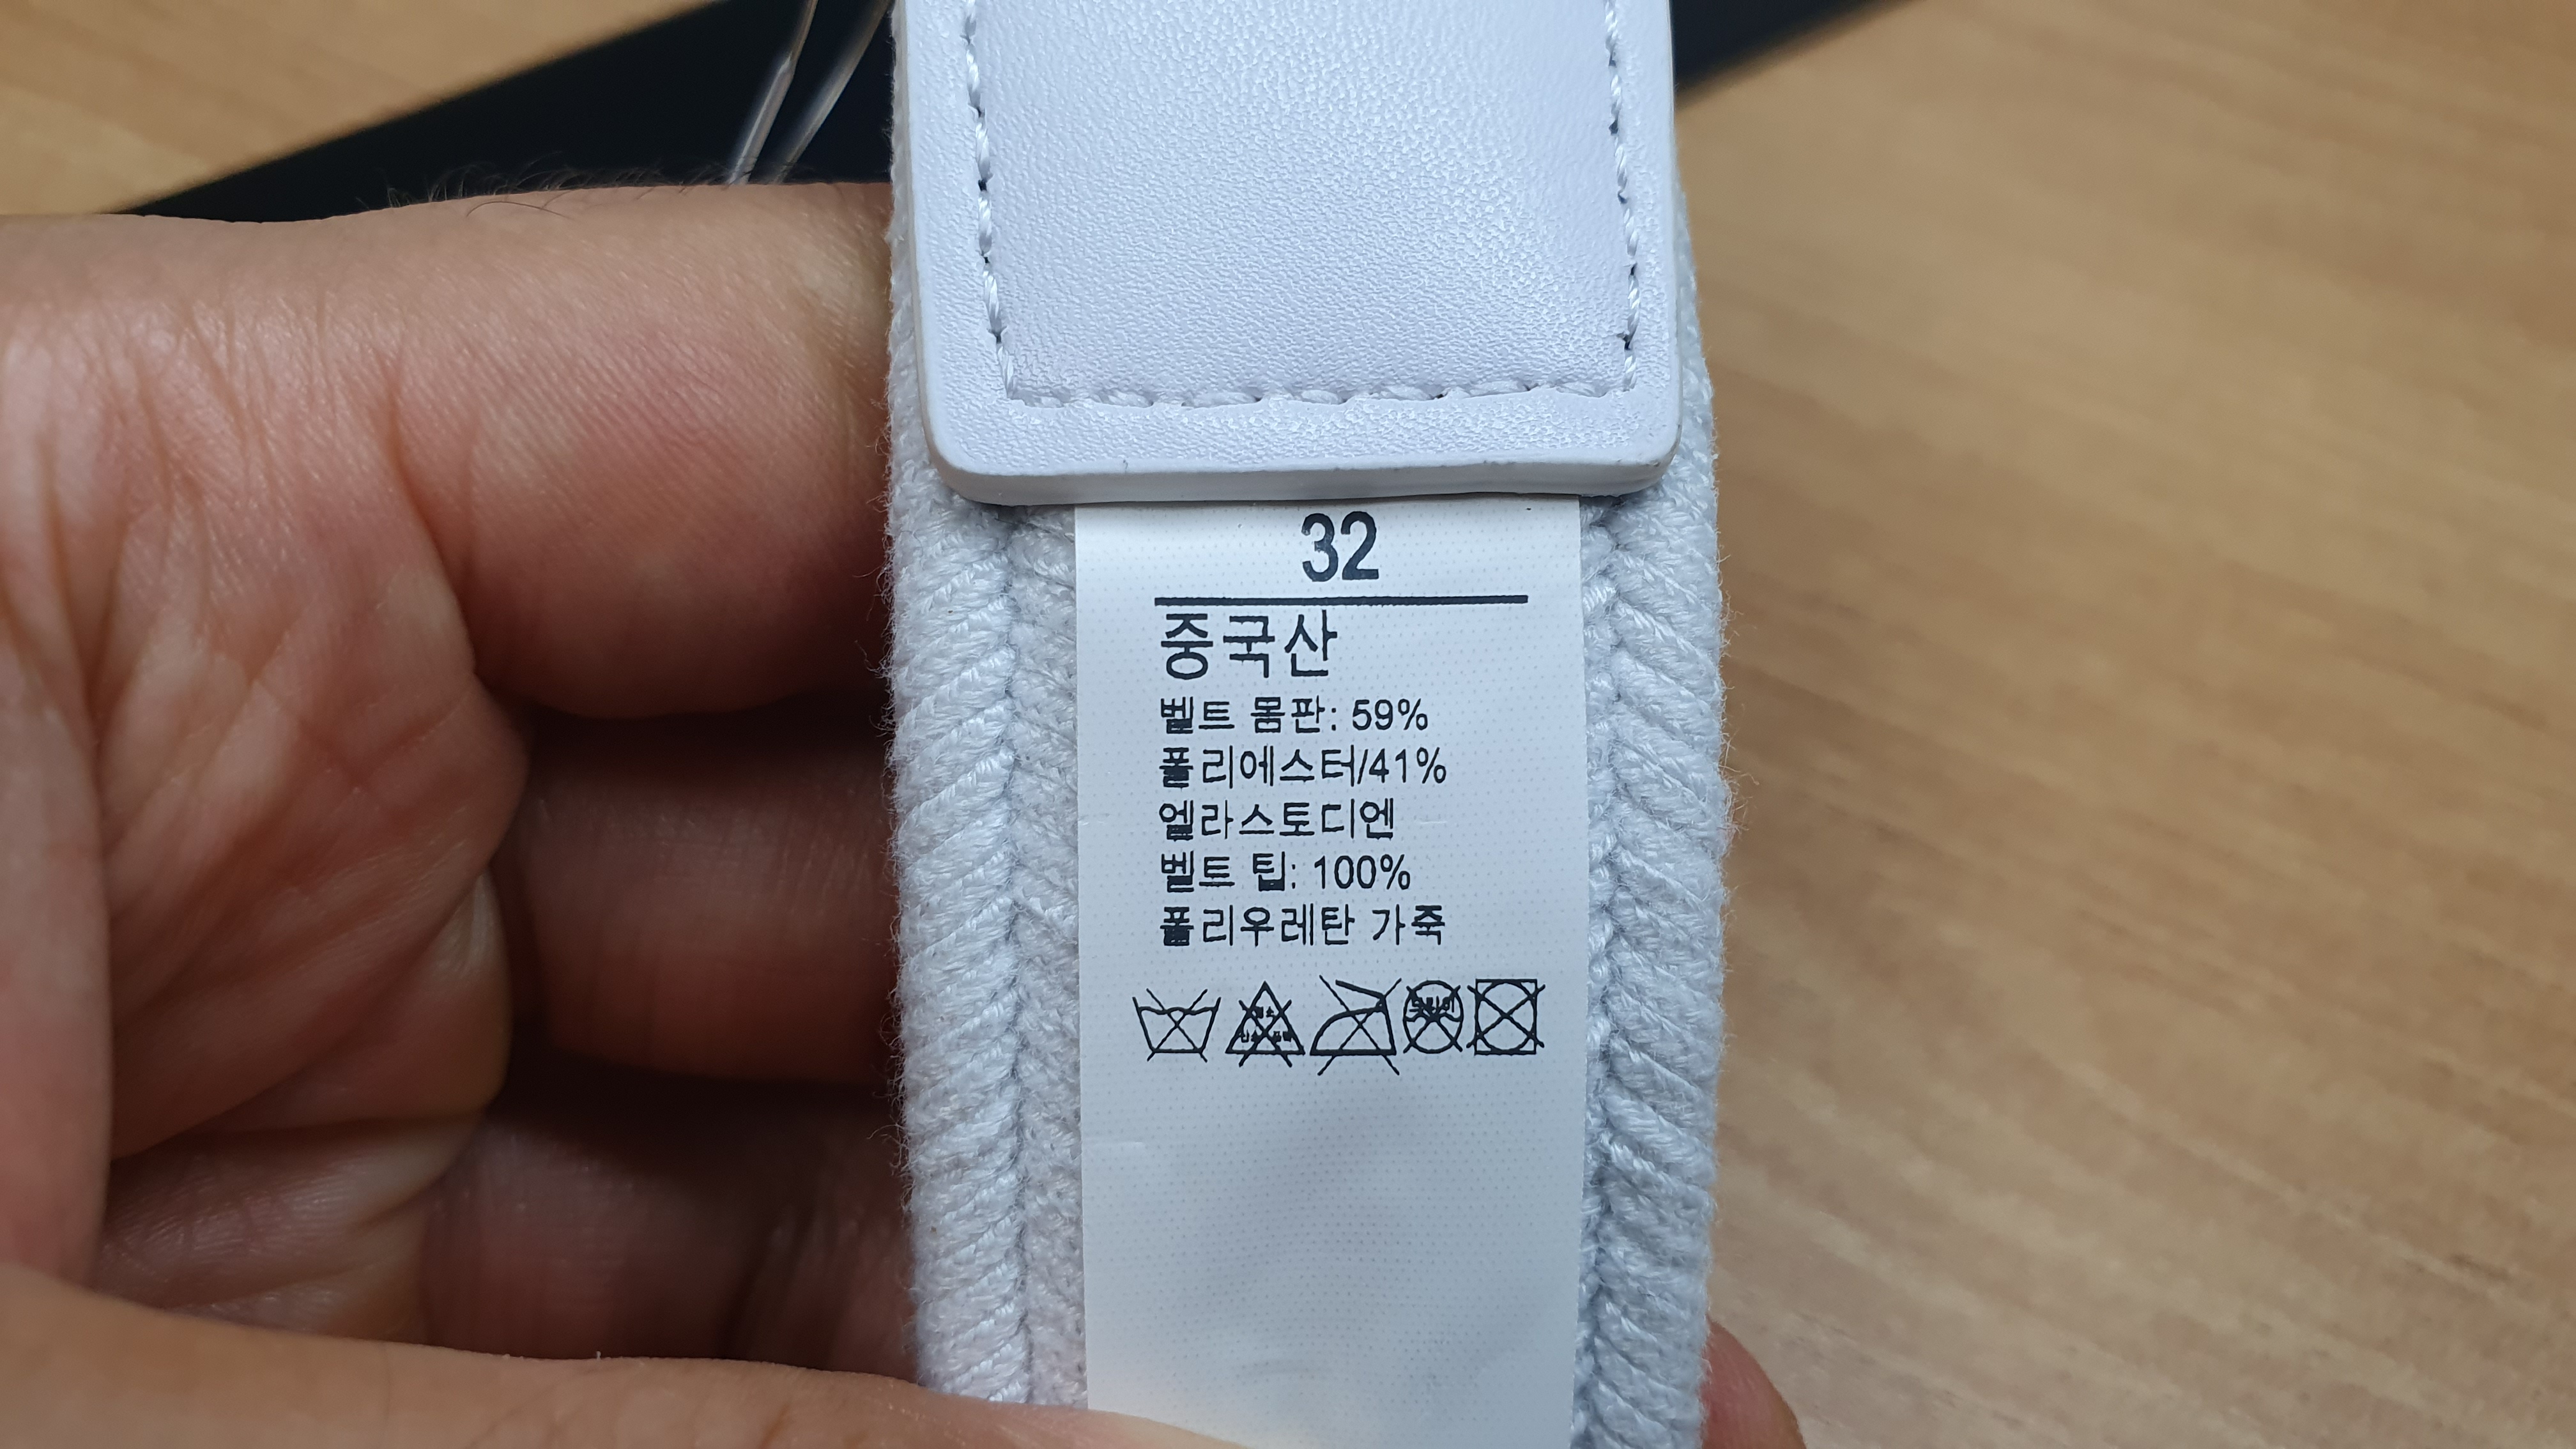 32
중국산
벨트 몸판: 59%
폴리에스터/41%
엘라스토디엔
벨트 팁: 100%
폴리우레탄 가죽